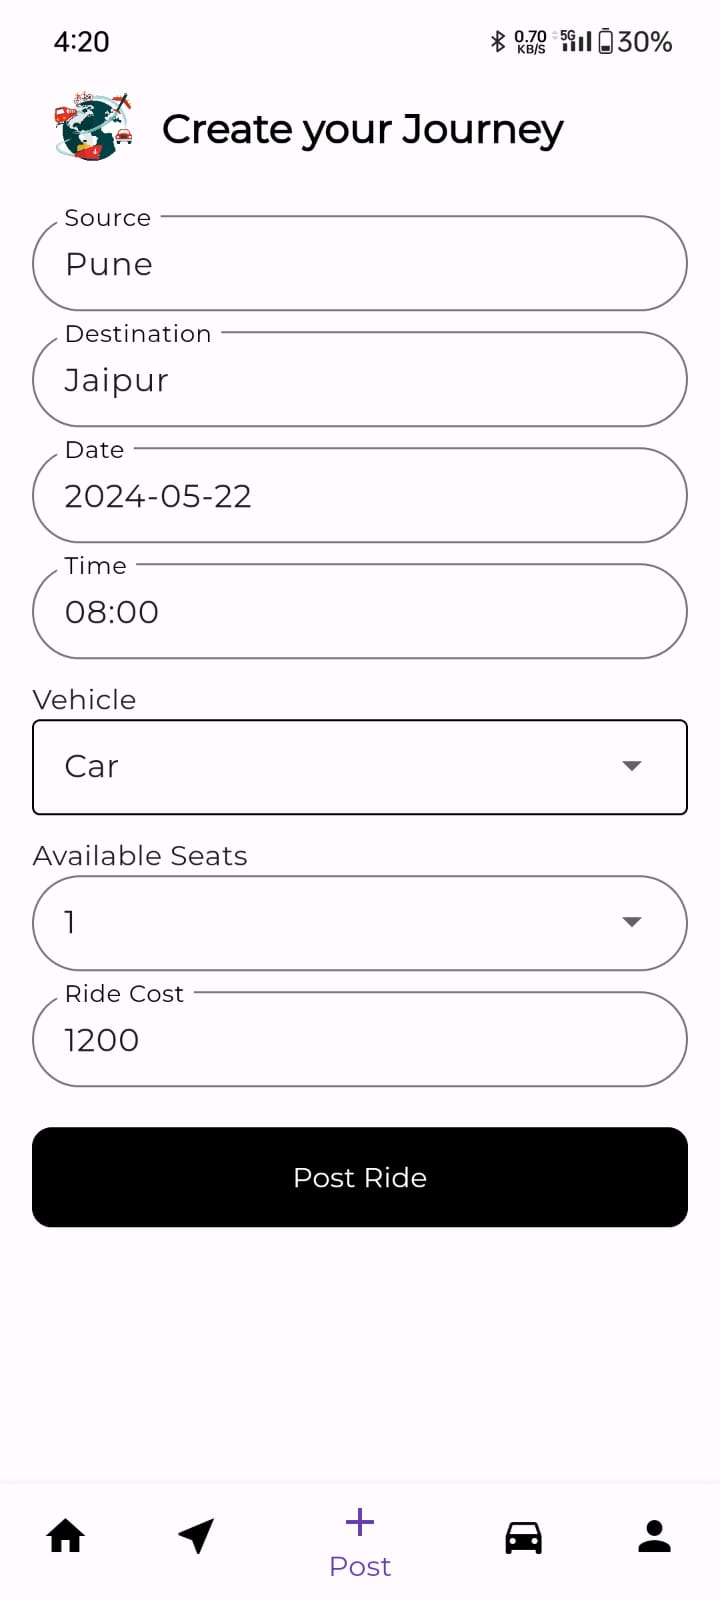 4:20
0.70 KB/S 5G 30%
Create your Journey
Source
Pune
Destination
Jaipur
Date
2024-05-22
Time
08:00
Vehicle
Car
Available Seats
1
Ride Cost
1200
Post Ride
Post